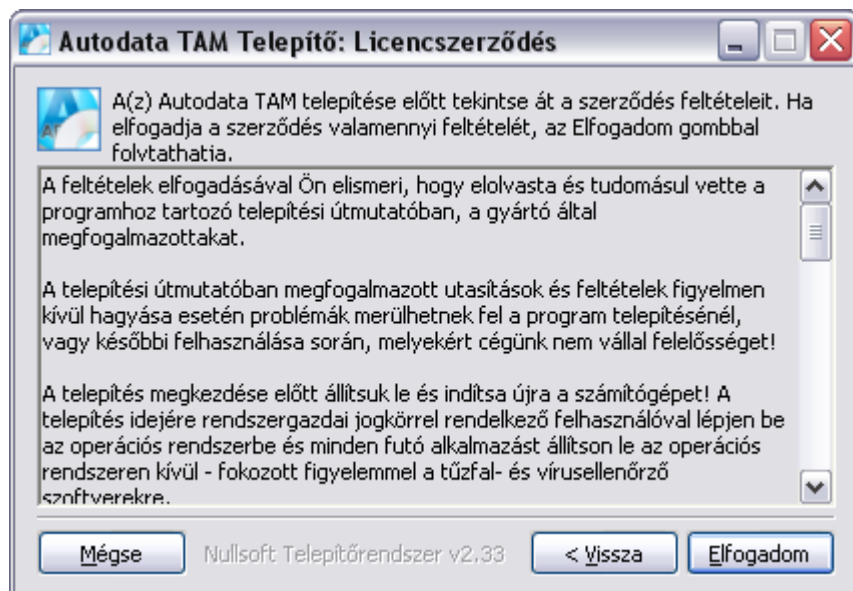 Autodata TAM Telepítő: Licencszerződés
A(z) Autodata TAM telepítése előtt tekintse át a szerződés feltételeit. Ha
elfogadja a szerződés valamennyi feltételét, az Elfogadom gombbal
folytathatja.
A feltételek elfogadásával Ön elismeri, hogy elolvasta és tudomásul vette a
programhoz tartozó telepítési útmutatóban, a gyártó által
megfogalmazottakat.
A telepítési útmutatóban megfogalmazott utasítások és feltételek figyelmen
kívül hagyása esetén problémák merülhetnek fel a program telepítésénél,
vagy későbbi felhasználása során, melyekért cégünk nem vállal felelősséget!
A telepítés megkezdése előtt állítsuk le és indítsa újra a számítógépet! A
telepítés idejére rendszergazdai jogkörrel rendelkező felhasználóval lépjen be
az operációs rendszerbe és minden futó alkalmazást állítson le az operációs
rendszeren kívül - fokozott figyelemmel a tűzfal- és vírusellenőrző
szoftverekre.
Mégse Nullsoft Telepítőrendszer v2.33 < Vissza Elfogadom